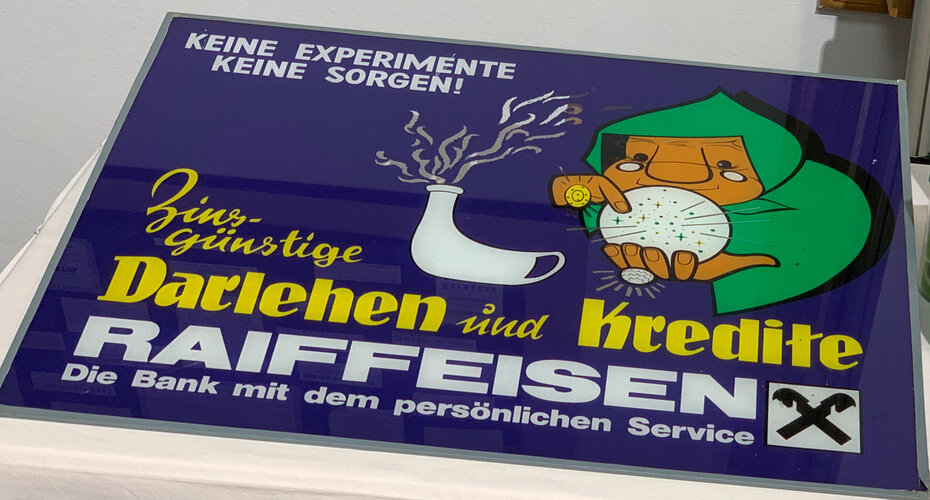 KEINE EXPERIMENTE
KEINE SORGEN!
Zins-
günstige
Darlehen und Kredite
RAIFFEISEN
Die Bank mit dem persönlichen Service